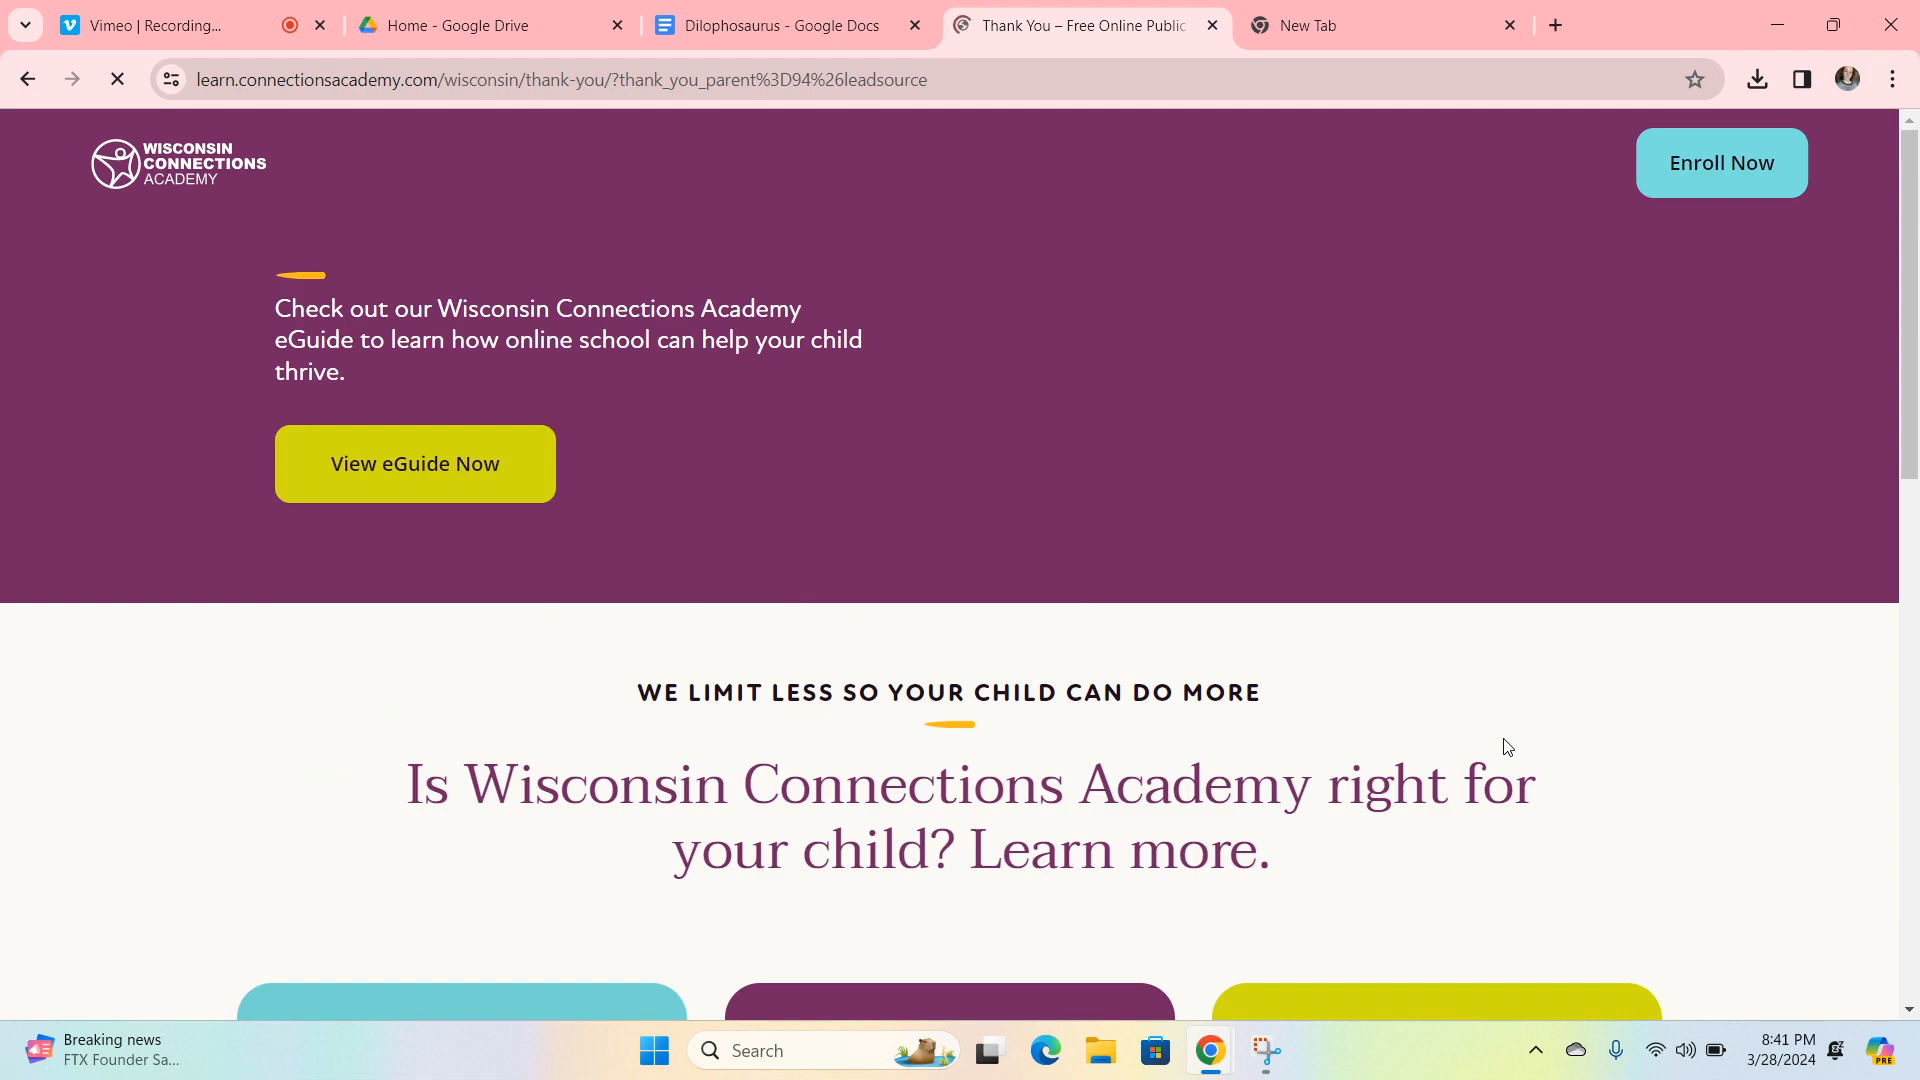 Vimeo | Recording...
Home - Google Drive
Dilophosaurus - Google Docs
Thank You – Free Online Public
New Tab
learn.connectionsacademy.com/wisconsin/thank-you/?thank_you_parent%3D94%26leadsource
WISCONSIN
CONNECTIONS
ACADEMY
Enroll Now
Check out our Wisconsin Connections Academy
eGuide to learn how online school can help your child
thrive.
View eGuide Now
WE LIMIT LESS SO YOUR CHILD CAN DO MORE
Is Wisconsin Connections Academy right for
your child? Learn more.
Breaking news
FTX Founder Sa...
Search
8:41 PM
3/28/2024
PRE